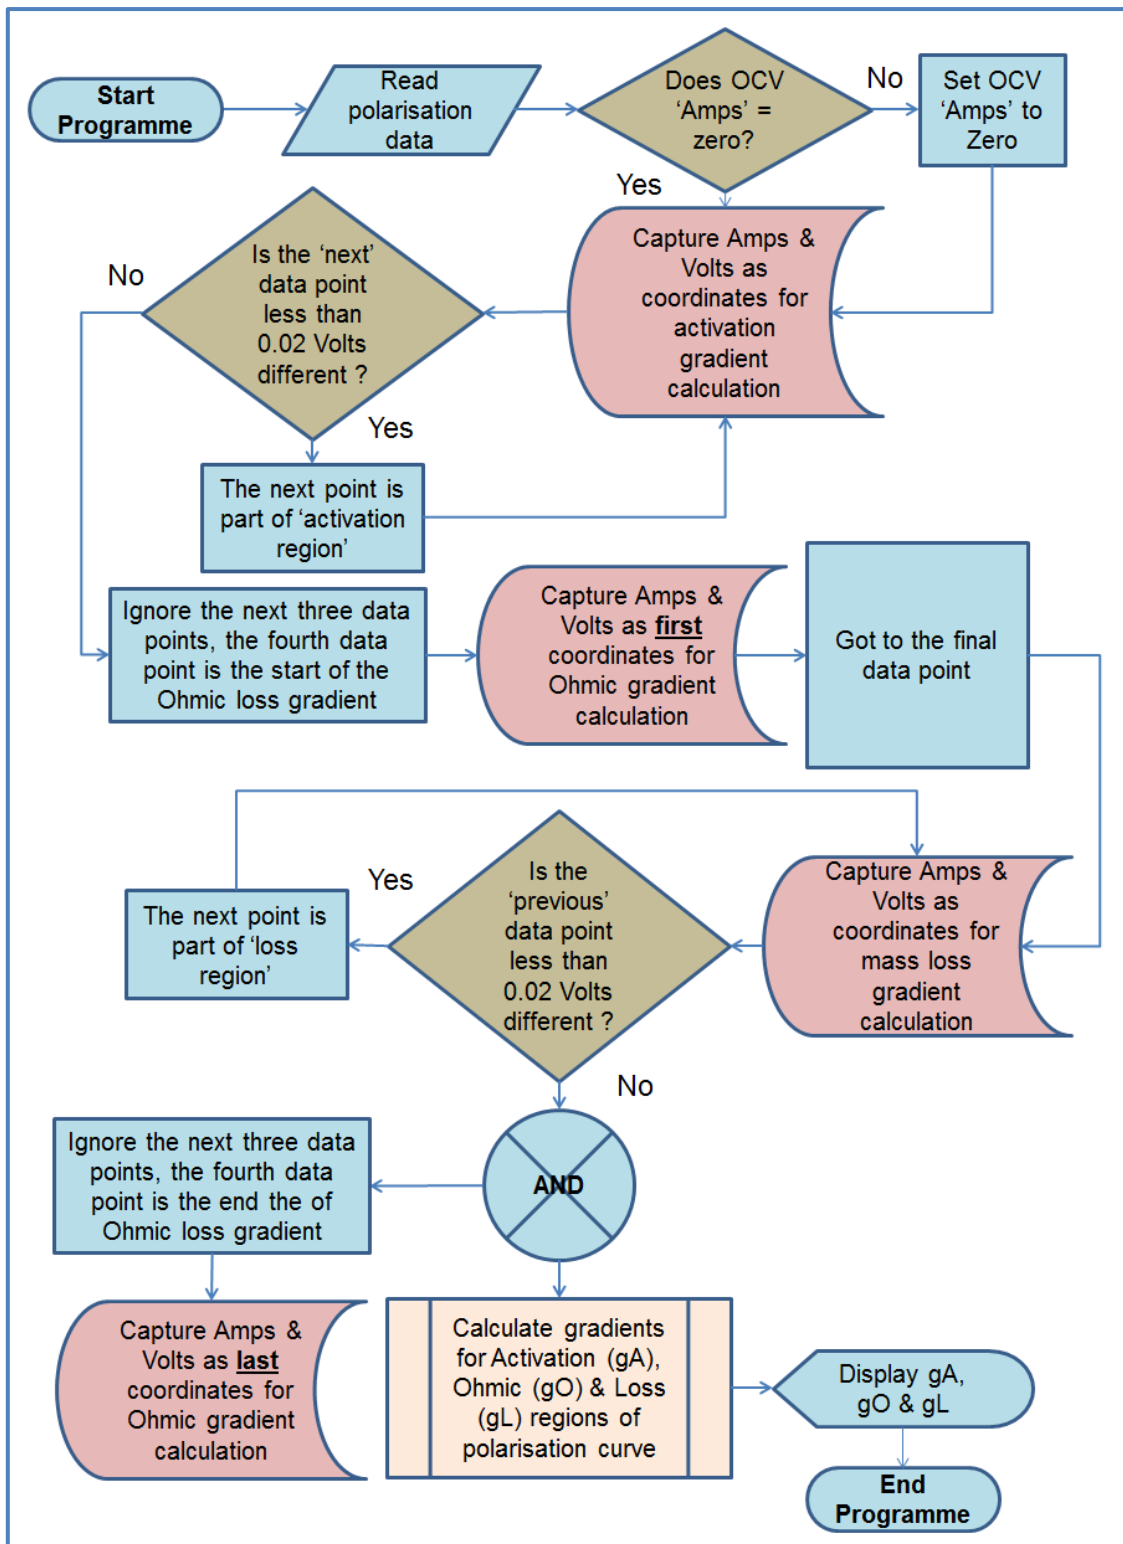 Start
Programme
Read
polarisation
data
Does OCV
‘Amps’ =
zero?
No
Set OCV
‘Amps’ to
Zero
Yes
Capture Amps &
Volts as
coordinates for
activation
gradient
calculation
Is the ‘next’
data point
less than
0.02 Volts
different ?
No
Yes
The next point is
part of ‘activation
region’
Ignore the next three data
points, the fourth data
point is the start of the
Ohmic loss gradient
Capture Amps &
Volts as first
coordinates for
Ohmic gradient
calculation
Got to the final
data point
Capture Amps &
Volts as
coordinates for
mass loss
gradient
calculation
Is the
‘previous’
data point
less than
0.02 Volts
different ?
Yes
The next point is
part of ‘loss
region’
No
AND
Ignore the next three data
points, the fourth data
point is the end the of
Ohmic loss gradient
Capture Amps &
Volts as last
coordinates for
Ohmic gradient
calculation
Calculate gradients
for Activation (gA),
Ohmic (gO) & Loss
(gL) regions of
polarisation curve
Display gA,
gO & gL
End
Programme